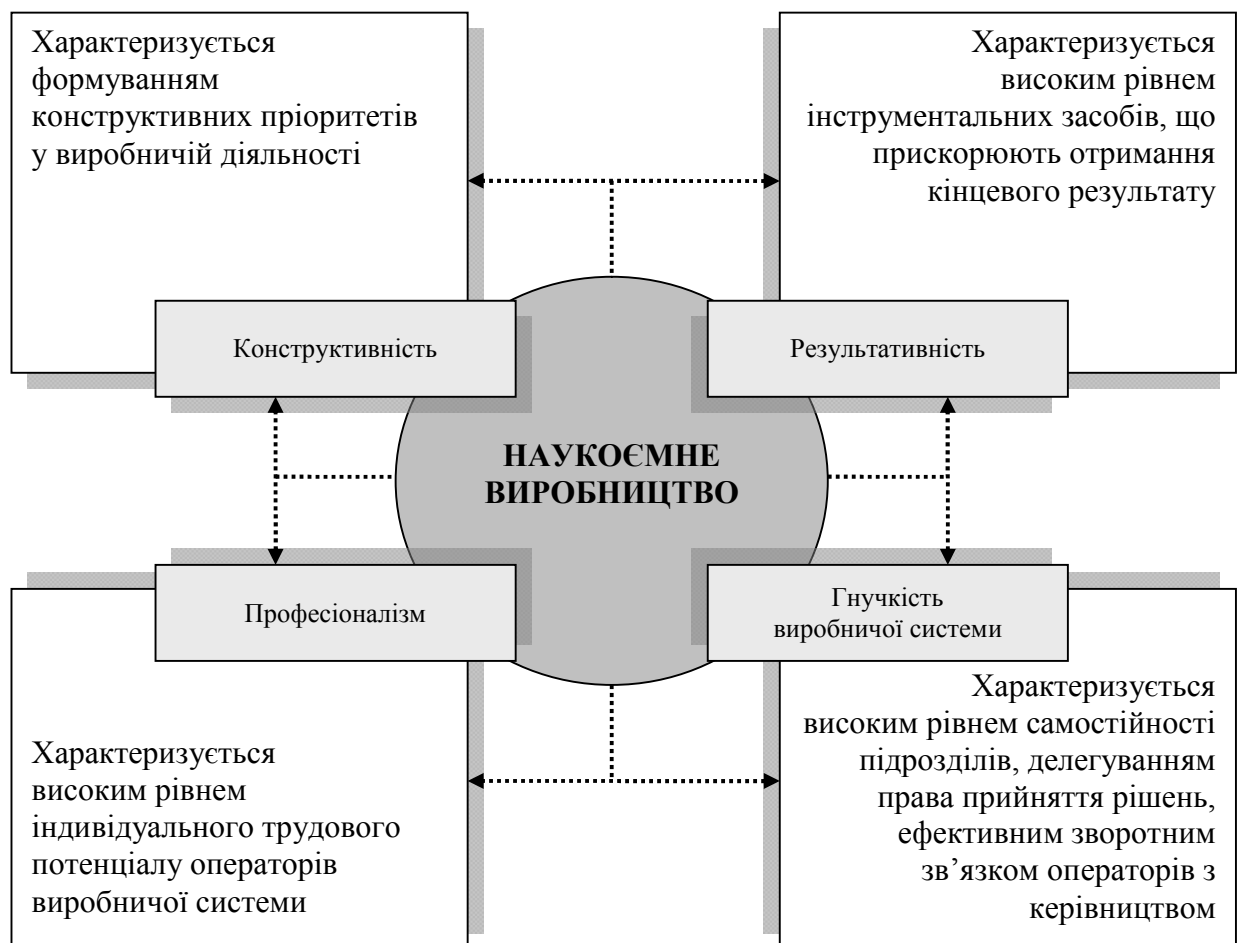 Характеризується
формуванням
конструктивних пріоритетів
у виробничій діяльності
Характеризується
високим рівнем
інструментальних засобів, що
прискорюють отримання
кінцевого результату
Конструктивність
Результативність
НАУКОЄМНЕ
ВИРОБНИЦТВО
Професіоналізм
Гнучкість
виробничої системи
Характеризується
високим рівнем
індивідуального трудового
потенціалу операторів
виробничої системи
Характеризується
високим рівнем самостійності
підрозділів, делегуванням
права прийняття рішень,
ефективним зворотним
зв’язком операторів з
керівництвом